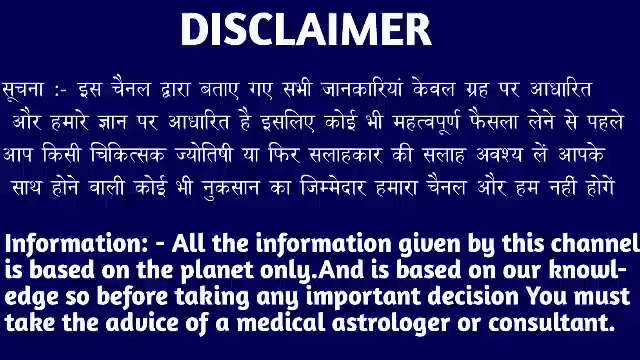 DISCLAIMER
सूचना :- इस चैनल द्वारा बताए गए सभी जानकारियां केवल ग्रह पर आधारित
और हमारे ज्ञान पर आधारित है इसलिए कोई भी महत्वपूर्ण फैसला लेने से पहले
आप किसी चिकित्सक ज्योतिषी या फिर सलाहकार की सलाह अवश्य लें आपके
साथ होने वाली कोई भी नुकसान का जिम्मेदार हमारा चैनल और हम नहीं होगें
Information: - All the information given by this channel
is based on the planet only.And is based on our knowl-
edge so before taking any important decision You must
take the advice of a medical astrologer or consultant.